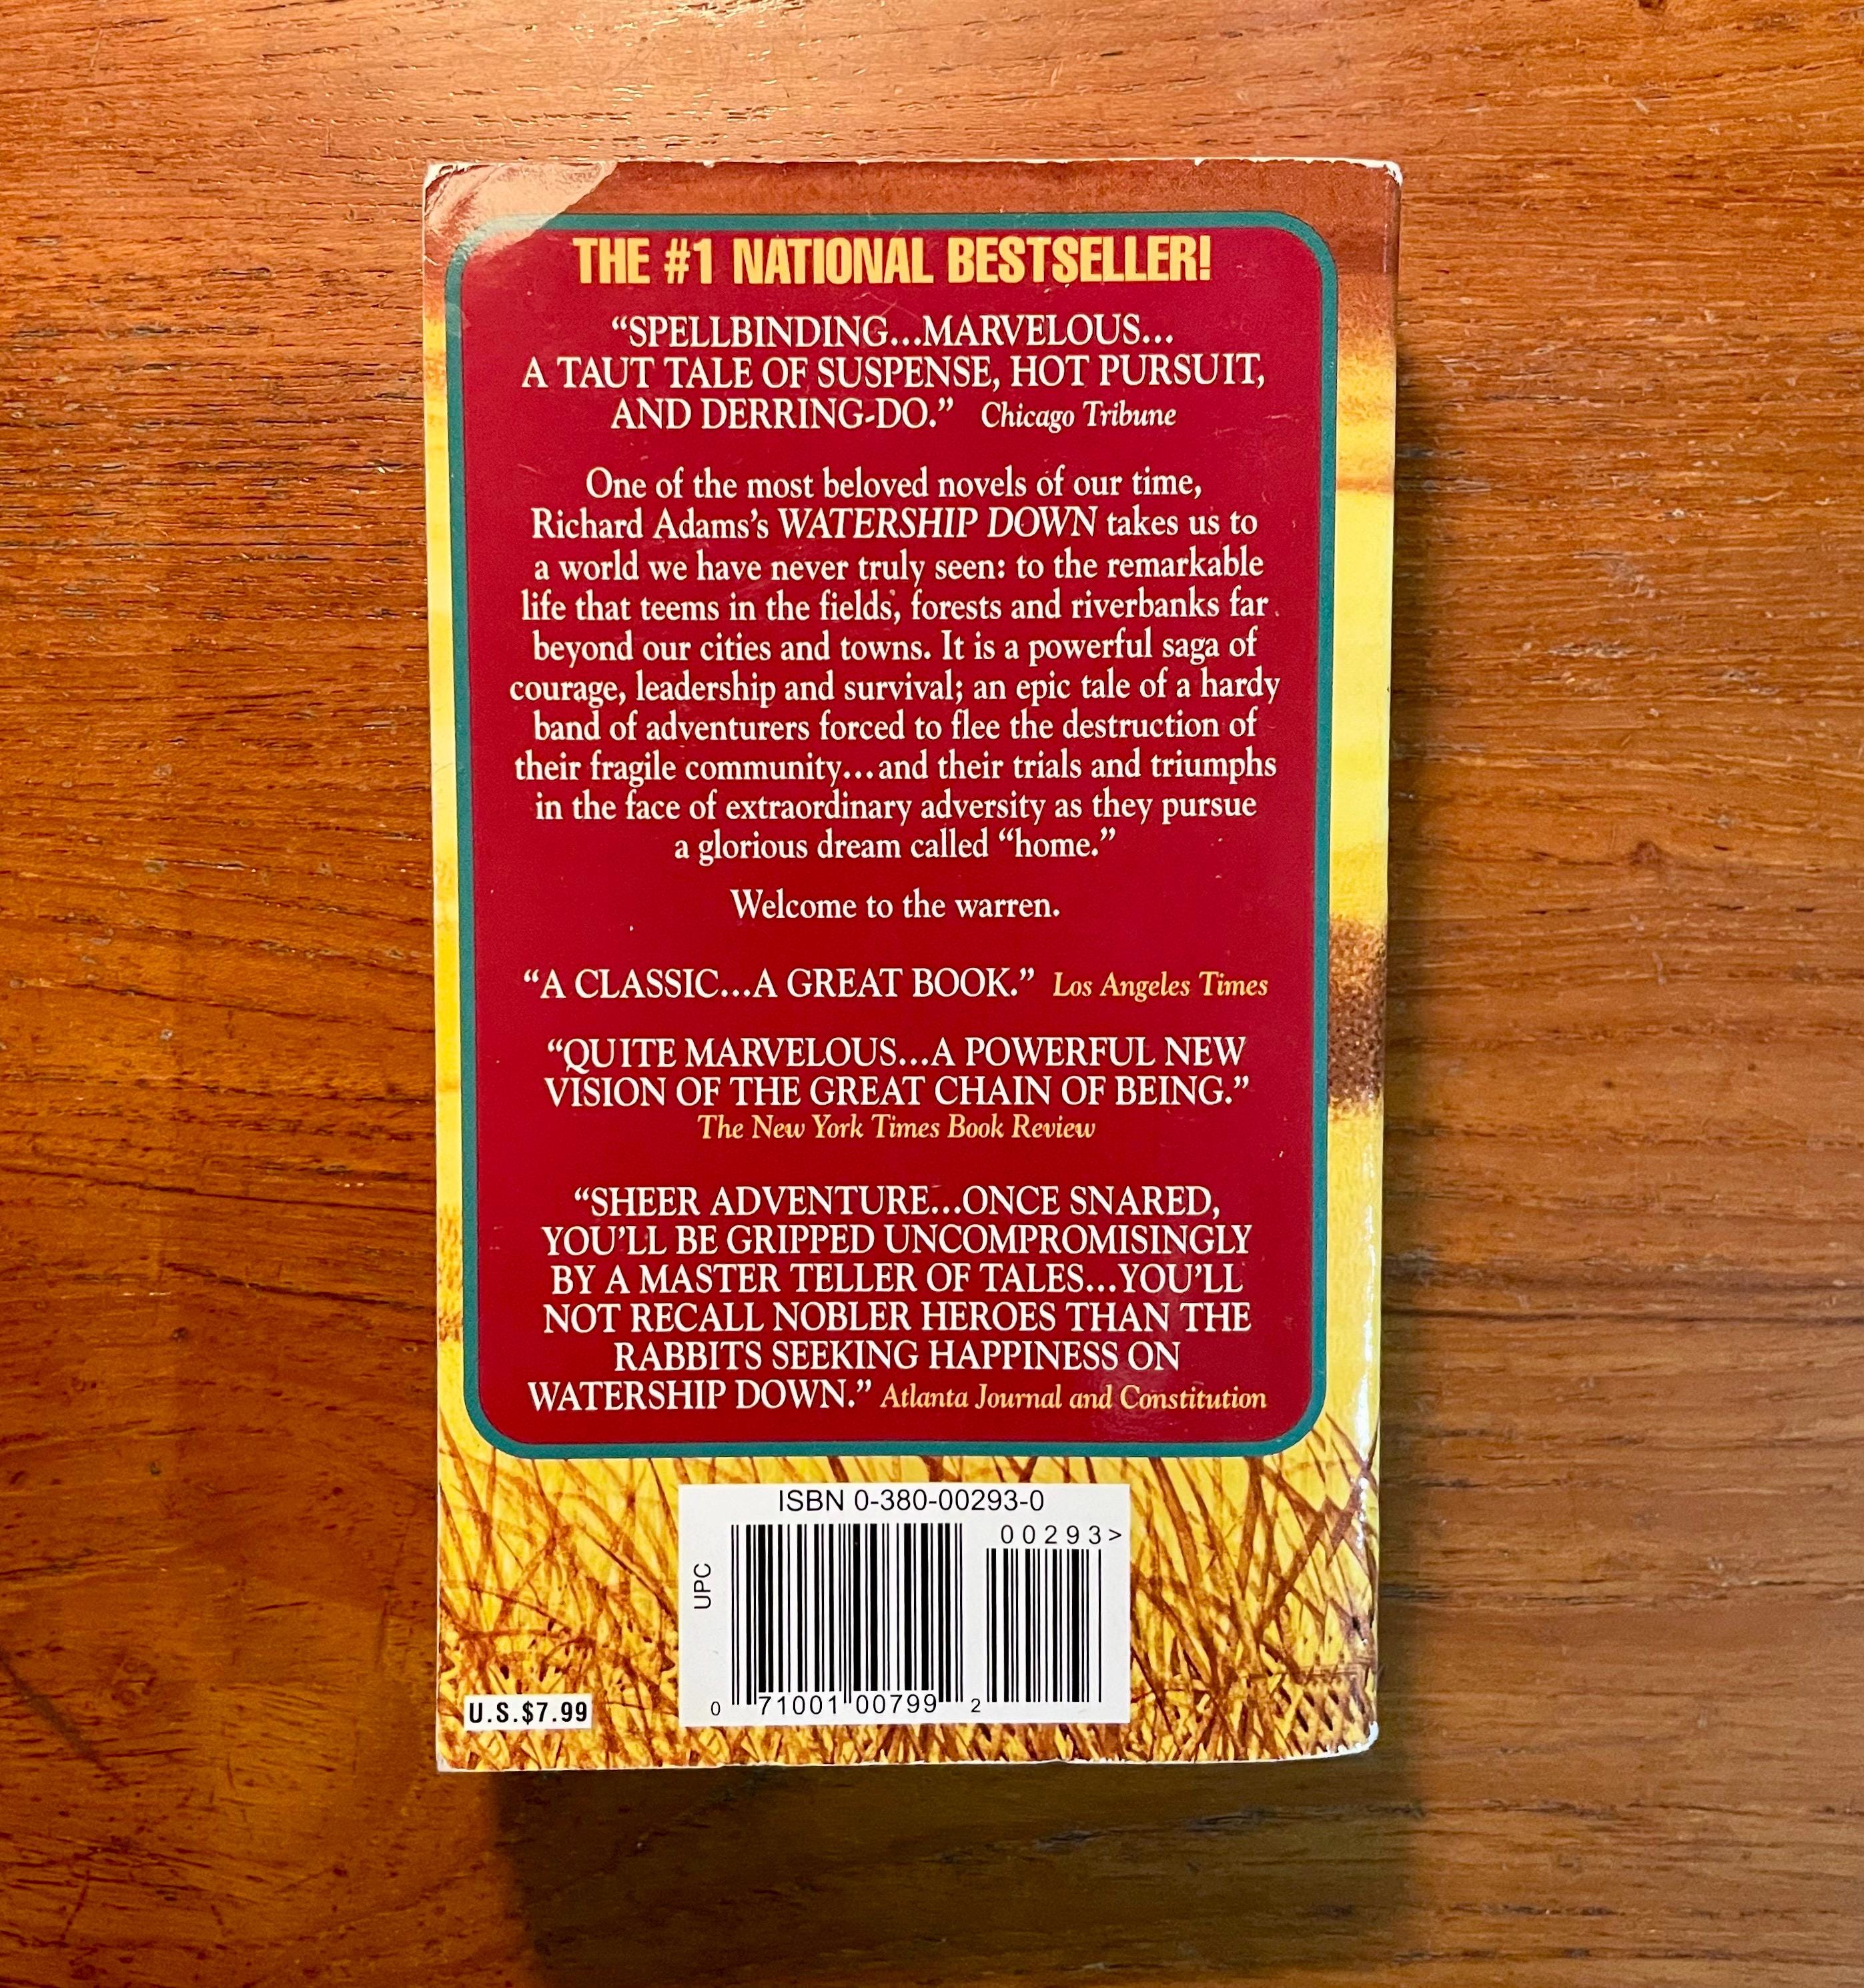 THE #1 NATIONAL BESTSELLER!
“SPELLBINDING...MARVELOUS...
A TAUT TALE OF SUSPENSE, HOT PURSUIT,
AND DERRING-DO.” Chicago Tribune
One of the most beloved novels of our time,
Richard Adams’s WATERSHIP DOWN takes us to
a world we have never truly seen: to the remarkable
life that teems in the fields, forests and riverbanks far
beyond our cities and towns. It is a powerful saga of
courage, leadership and survival; an epic tale of a hardy
band of adventurers forced to flee the destruction of
their fragile community...and their trials and triumphs
in the face of extraordinary adversity as they pursue
a glorious dream called “home.”
Welcome to the warren.
“A CLASSIC...A GREAT BOOK.” Los Angeles Times
“QUITE MARVELOUS...A POWERFUL NEW
VISION OF THE GREAT CHAIN OF BEING.”
The New York Times Book Review
“SHEER ADVENTURE...ONCE SNARED,
YOU’LL BE GRIPPED UNCOMPROMISINGLY
BY A MASTER TELLER OF TALES...YOU’LL
NOT RECALL NOBLER HEROES THAN THE
RABBITS SEEKING HAPPINESS ON
WATERSHIP DOWN.” Atlanta Journal and Constitution
ISBN 0-380-00293-0
00293>
UPC
0 71001 00799 2
U.S.$7.99